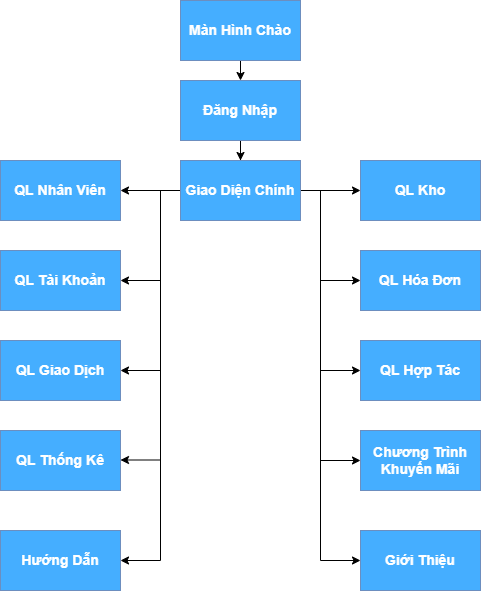 Màn Hình Chào
Đăng Nhập
QL Nhân Viên
Giao Diện Chính
QL Kho
QL Tài Khoản
QL Hóa Đơn
QL Giao Dịch
QL Hợp Tác
QL Thống Kê
Chương Trình
Khuyến Mãi
Hướng Dẫn
Giới Thiệu